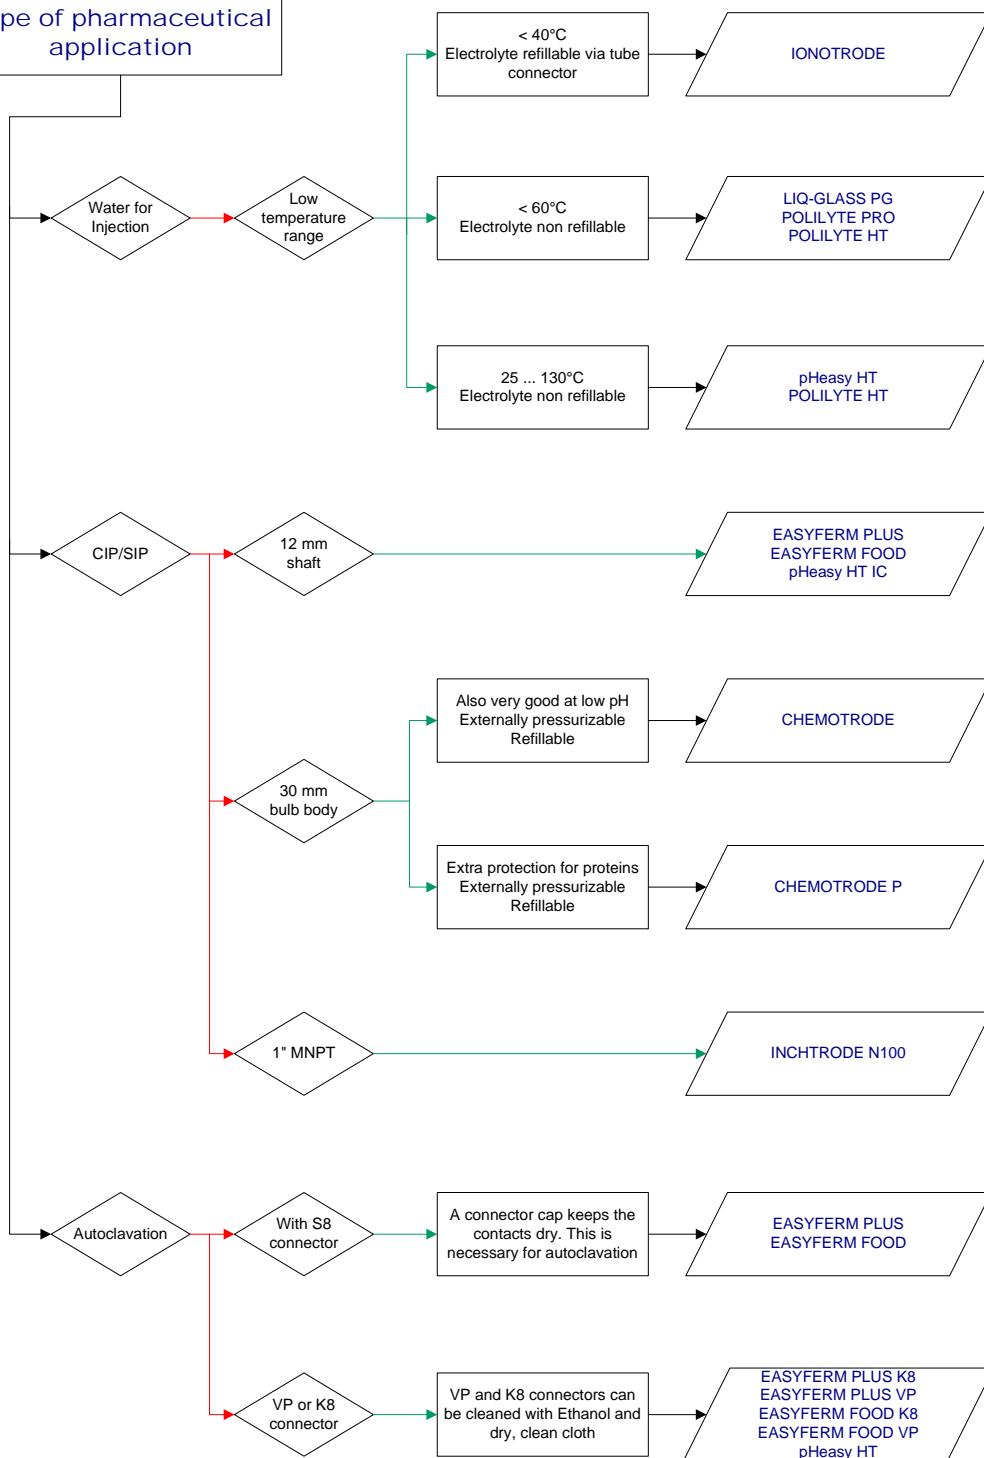 pe of pharmaceutical
application
< 40°C
Electrolyte refillable via tube
connector
IONOTRODE
Water for
Injection
Low
temperature
range
< 60°C
Electrolyte non refillable
LIQ-GLASS PG
POLILYTE PRO
POLILYTE HT
25 ... 130°C
Electrolyte non refillable
pHeasy HT
POLILYTE HT
CIP/SIP
12 mm
shaft
EASYFERM PLUS
EASYFERM FOOD
pHeasy HT IC
Also very good at low pH
Externally pressurizable
Refillable
CHEMOTRODE
30 mm
bulb body
Extra protection for proteins
Externally pressurizable
Refillable
CHEMOTRODE P
1" MNPT
INCHTRODE N100
Autoclavation
With S8
connector
A connector cap keeps the
contacts dry. This is
necessary for autoclavation
EASYFERM PLUS
EASYFERM FOOD
VP or K8
connector
VP and K8 connectors can
be cleaned with Ethanol and
dry, clean cloth
EASYFERM PLUS K8
EASYFERM PLUS VP
EASYFERM FOOD K8
EASYFERM FOOD VP
pHeasy HT